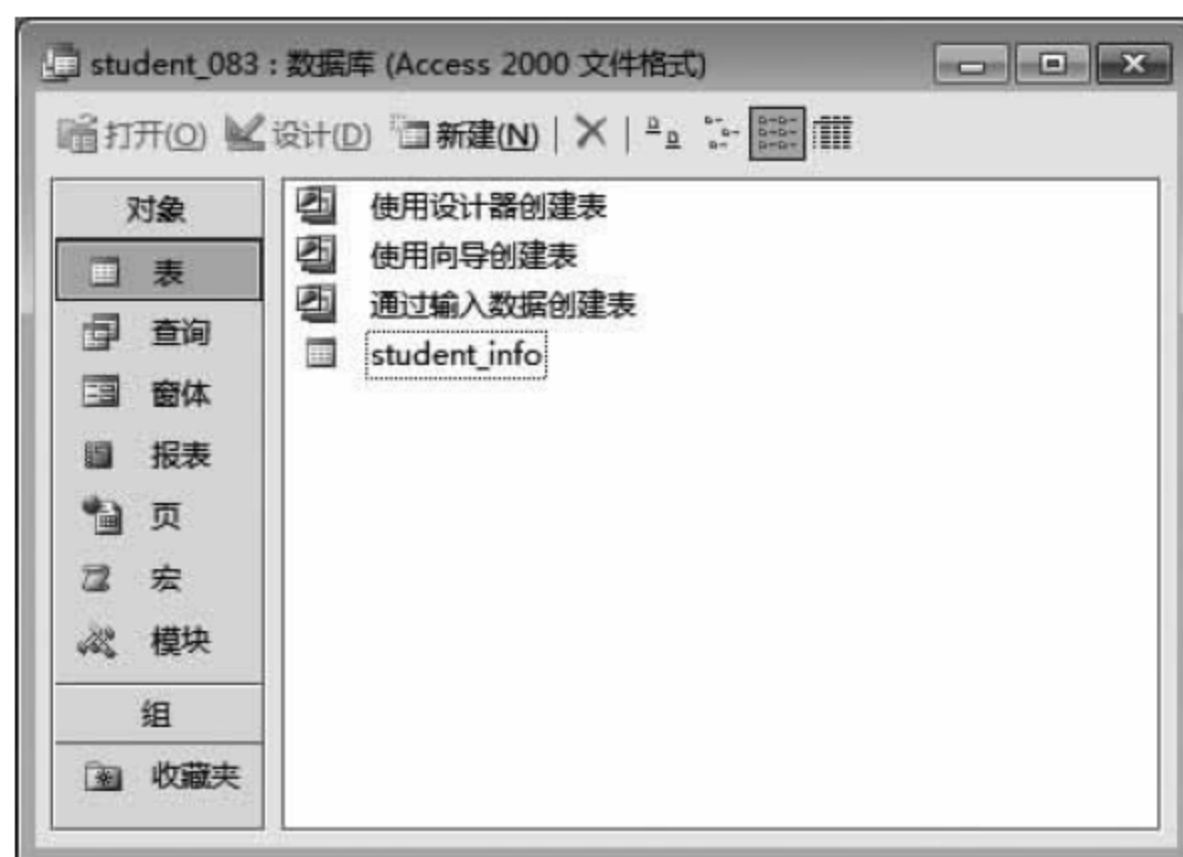 student_083 : 数据库 (Access 2000 文件格式)
打开(O) 设计(D) 新建(N)
对象
表
查询
窗体
报表
页
宏
模块
组
收藏夹
使用设计器创建表
使用向导创建表
通过输入数据创建表
student_info